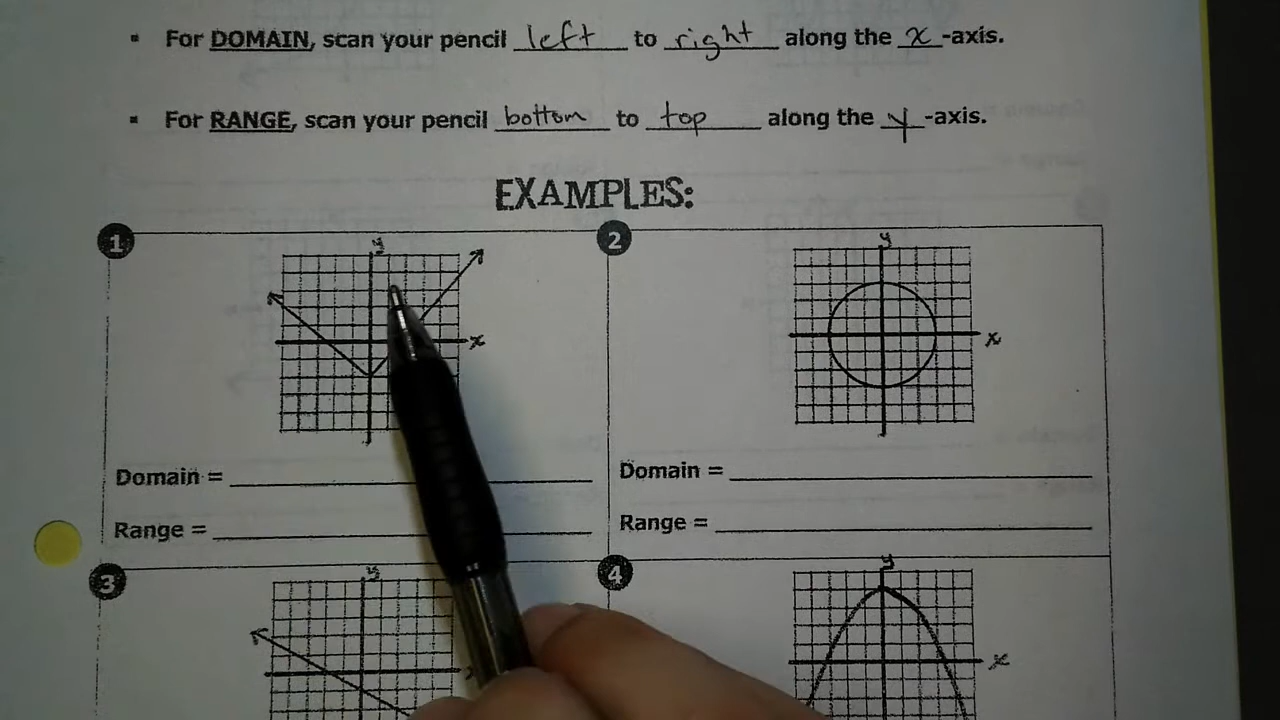 ▪ For DOMAIN, scan your pencil left to right along the x-axis.
▪ For RANGE, scan your pencil bottom to top along the y-axis.
EXAMPLES:
1 2
y y
x x
Domain = Domain =
Range = Range =
3 4
y y
x